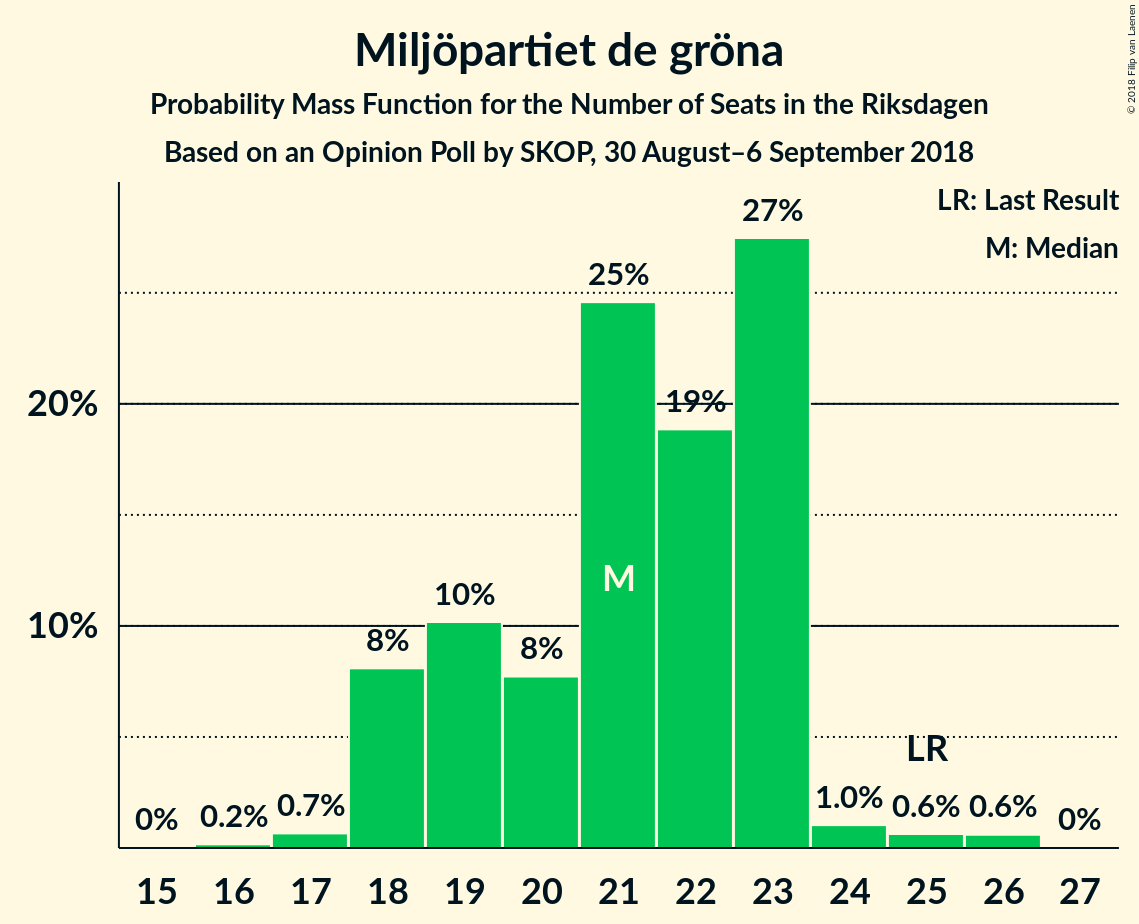 Miljöpartiet de gröna
Probability Mass Function for the Number of Seats in the Riksdagen
Based on an Opinion Poll by SKOP, 30 August–6 September 2018
© 2018 Filip van Laenen
LR: Last Result
M: Median
20%
10%
0%
0.2%
0.7%
8%
10%
8%
25%
19%
27%
1.0%
0.6%
0.6%
0%
M
LR
15 16 17 18 19 20 21 22 23 24 25 26 27